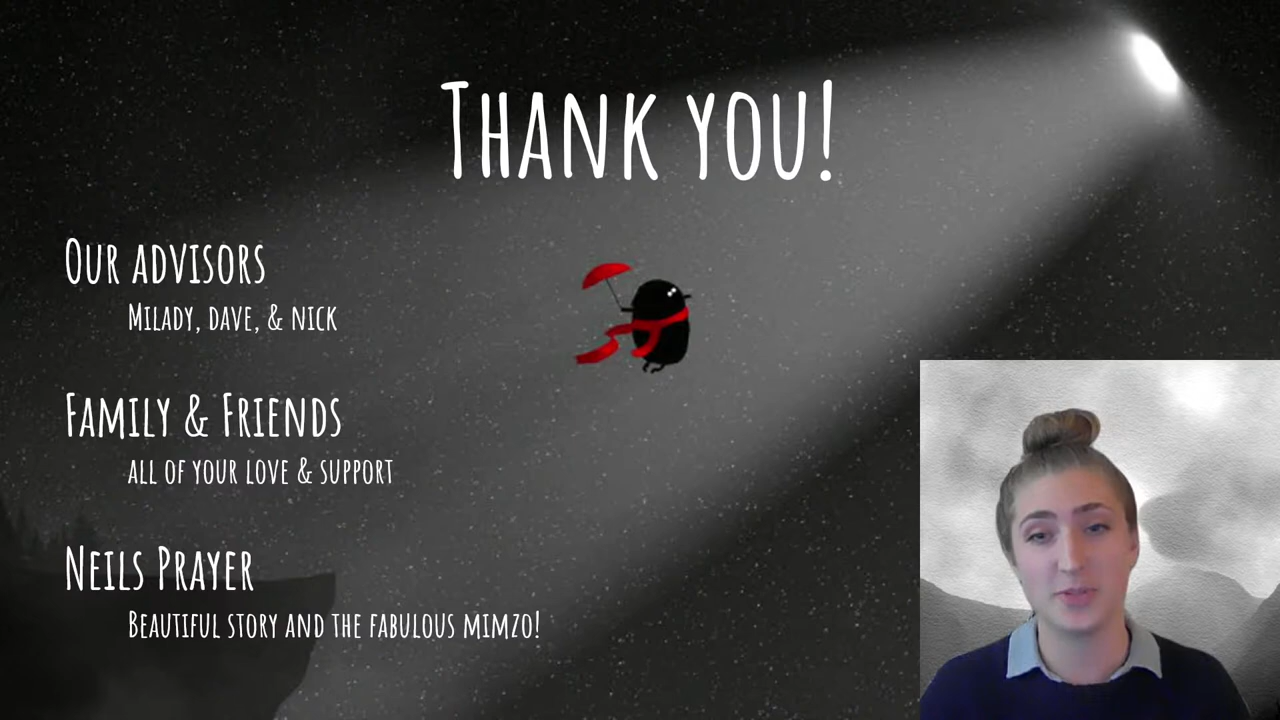 Thank you!
Our advisors
Milady, dave, & nick
Family & Friends
all of your love & support
Neils Prayer
Beautiful story and the fabulous mimzo!